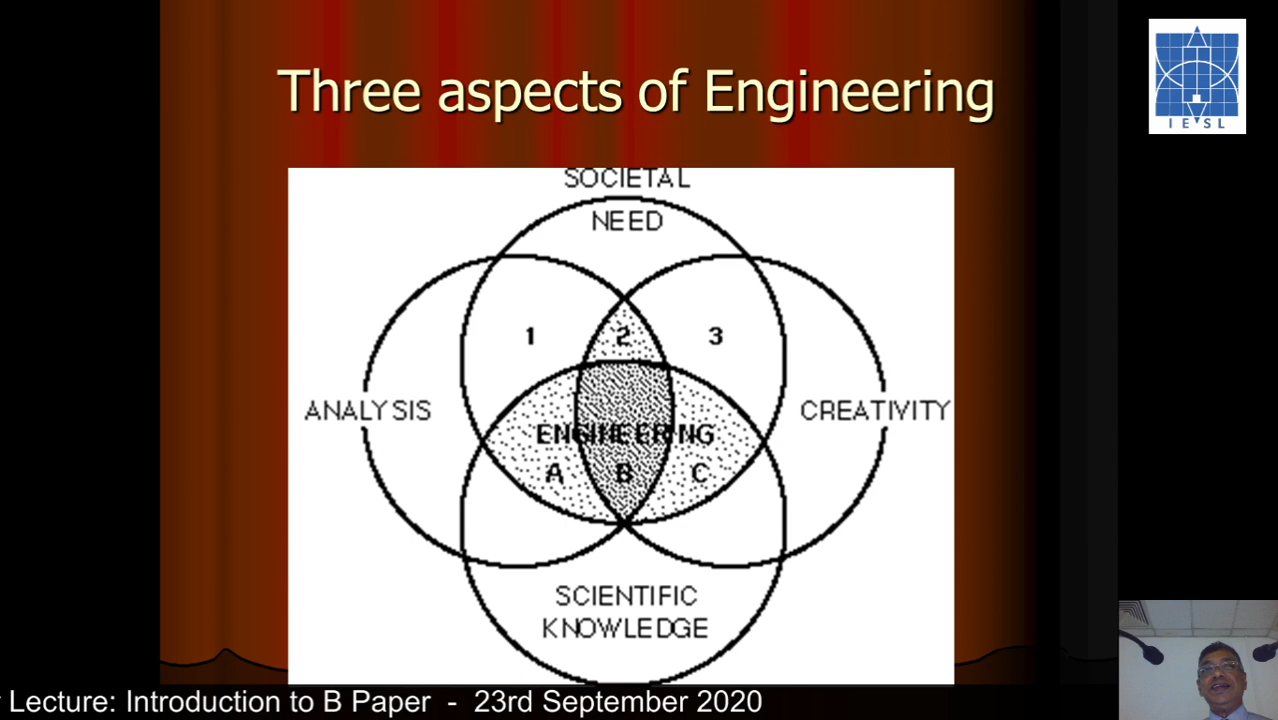 Three aspects of Engineering
IESL
SOCIETAL
NEED
1
2
3
ANALYSIS
CREATIVITY
ENGINEERING
A
B
C
SCIENTIFIC
KNOWLEDGE
Lecture: Introduction to B Paper - 23rd September 2020